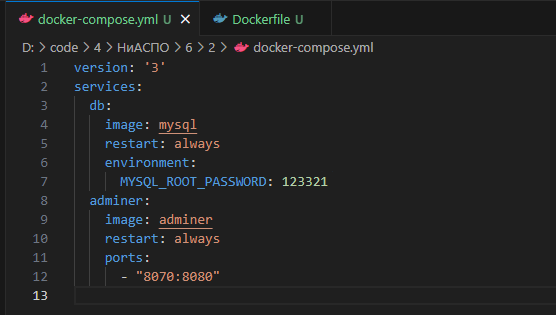 docker-compose.yml U × Dockerfile U
D: > code > 4 > НиАСПО > 6 > 2 > docker-compose.yml
1 version: '3'
2 services:
3   db:
4     image: mysql
5     restart: always
6     environment:
7       MYSQL_ROOT_PASSWORD: 123321
8   adminer:
9     image: adminer
10     restart: always
11     ports:
12       - "8070:8080"
13